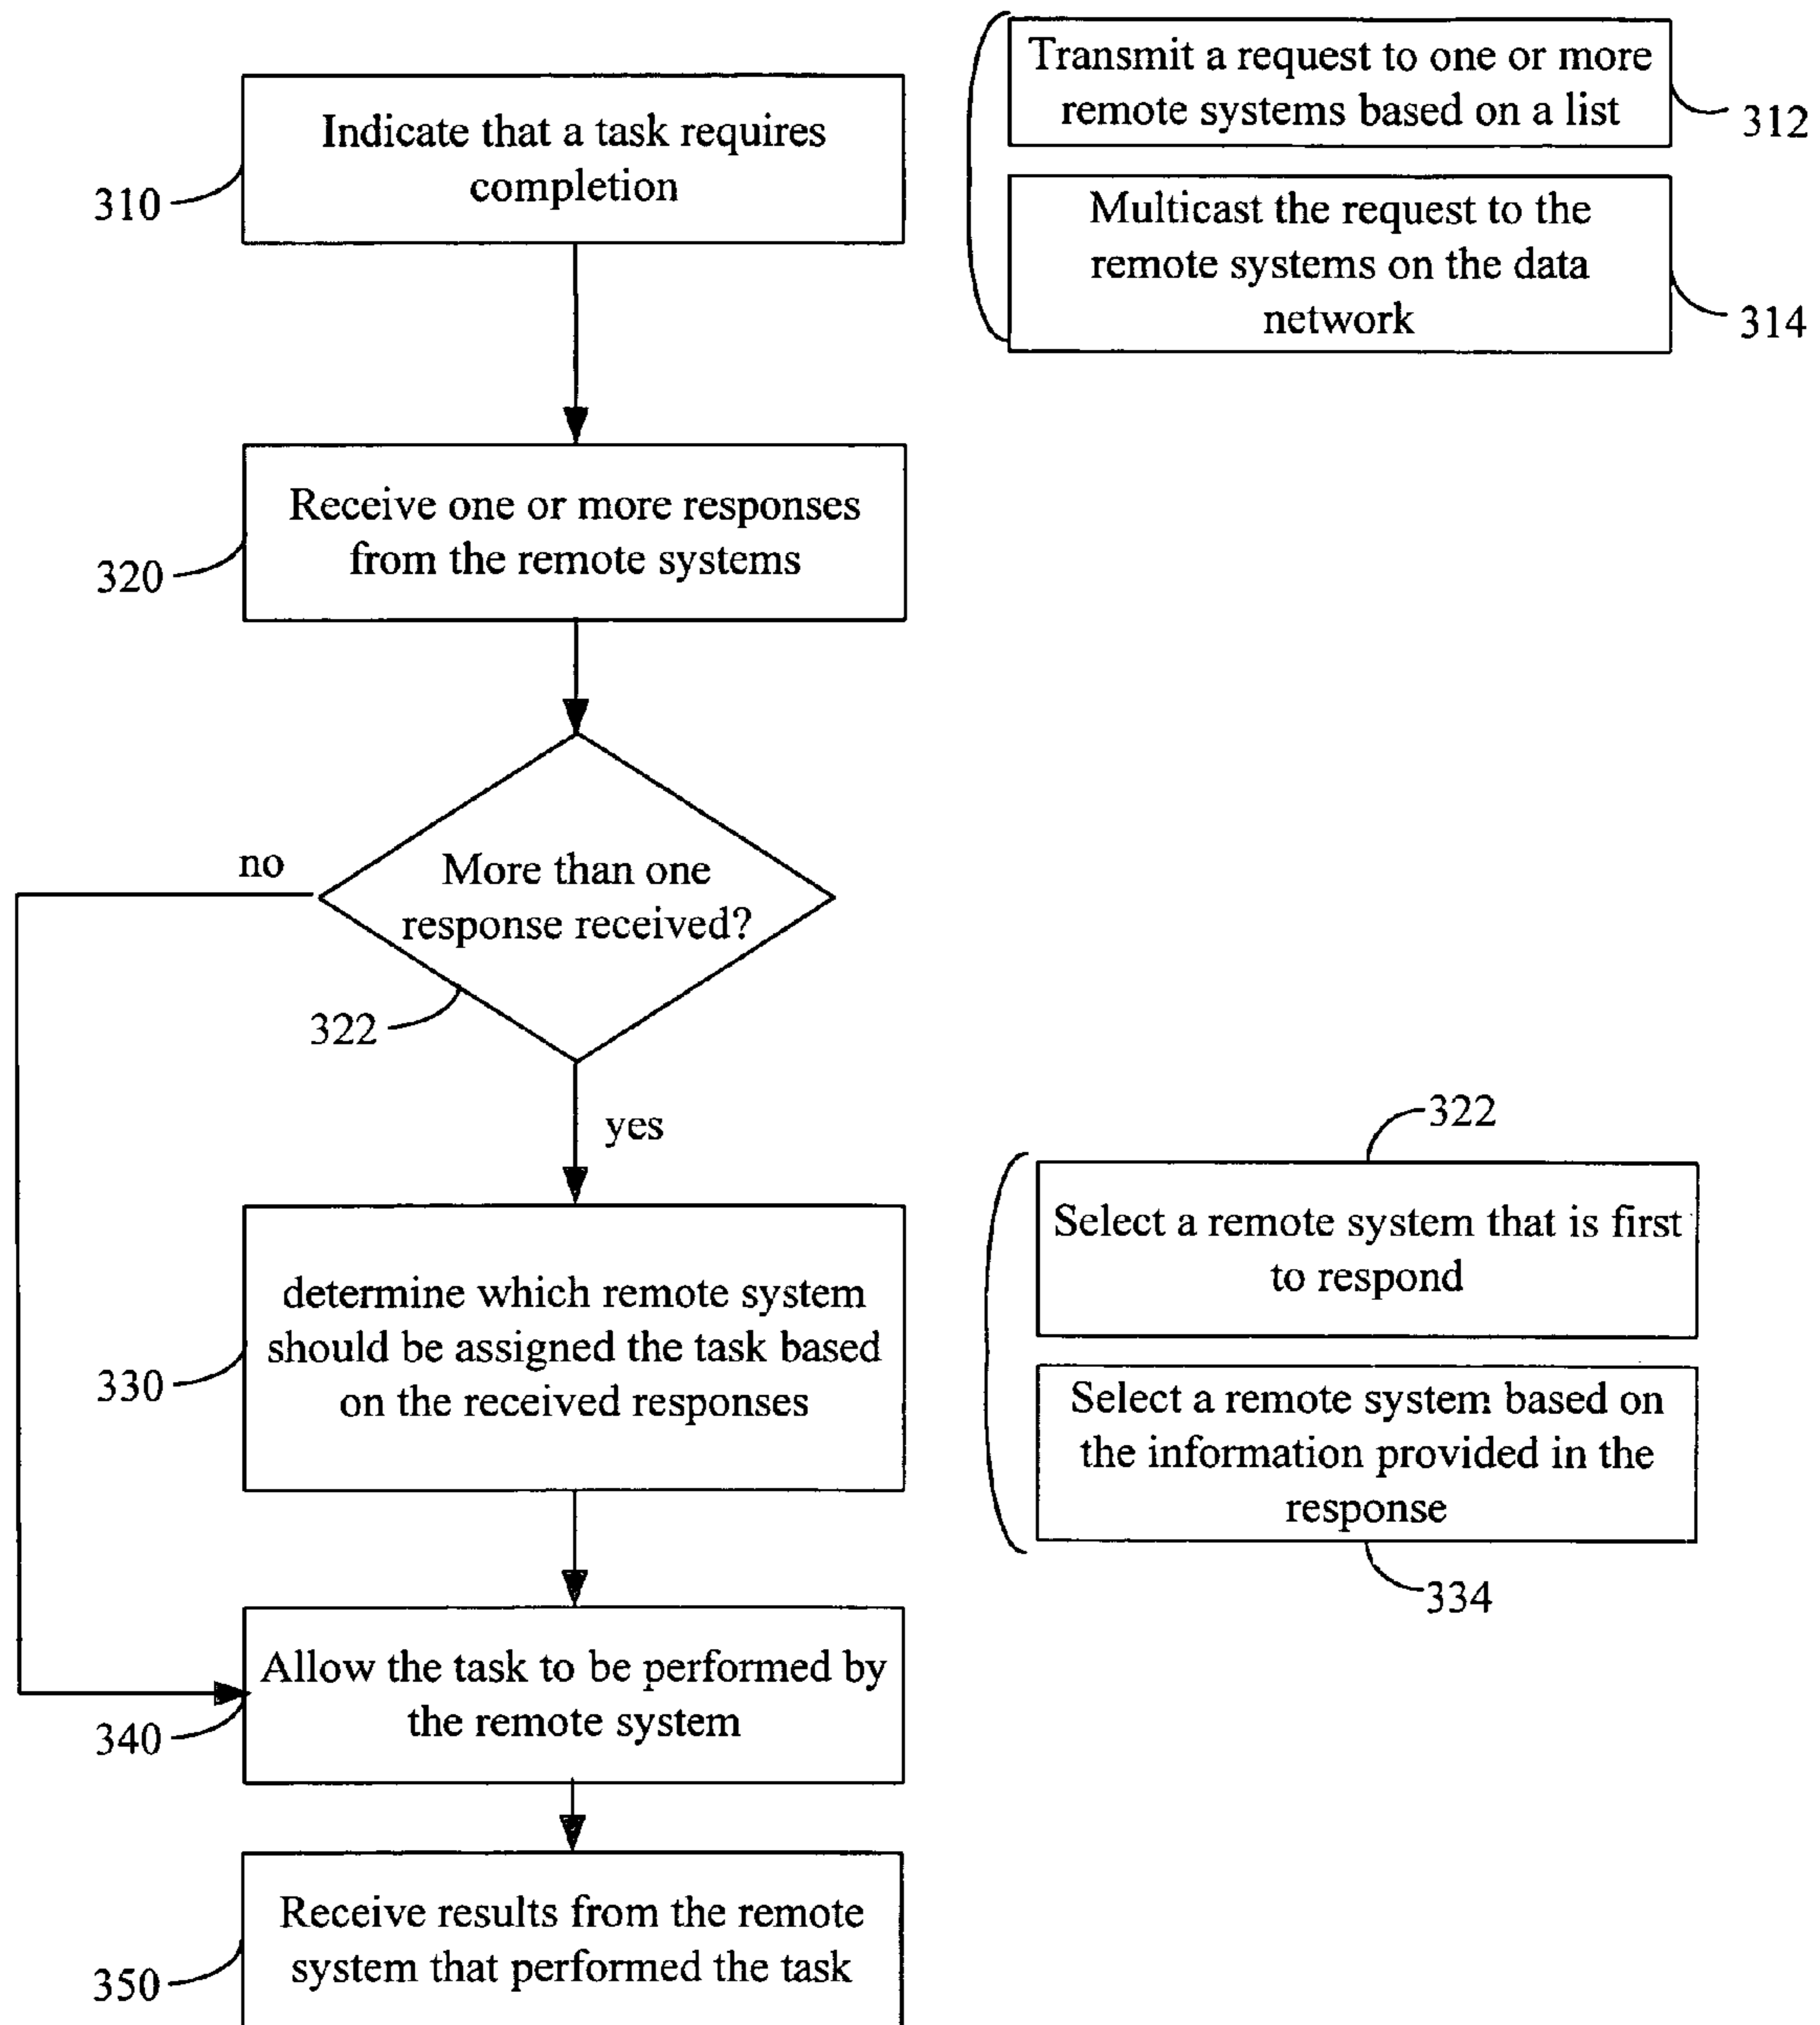 Indicate that a task requires
completion
310
Transmit a request to one or more
remote systems based on a list
312
Multicast the request to the
remote systems on the data
network
314
Receive one or more responses
from the remote systems
320
no
More than one
response received?
322
yes
determine which remote system
should be assigned the task based
on the received responses
330
322
Select a remote system that is first
to respond
Select a remote system based on
the information provided in the
response
334
Allow the task to be performed by
the remote system
340
Receive results from the remote
system that performed the task
350